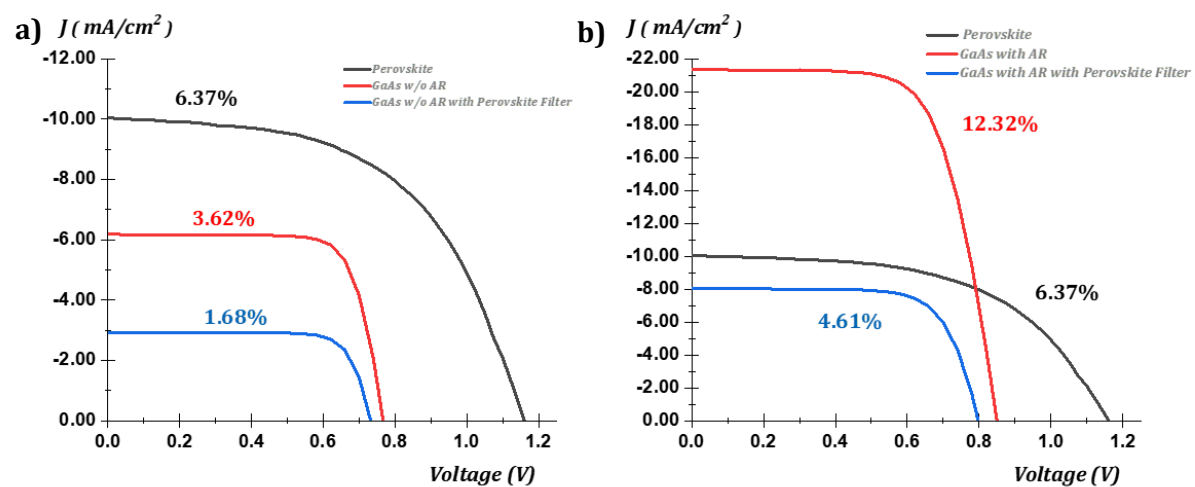 a) J ( mA/cm²)
-12.00
-10.00
-8.00
-6.00
-4.00
-2.00
0.00
0.0 0.2 0.4 0.6 0.8 1.0 1.2
Voltage (V)
Perovskite
GaAs w/o AR
GaAs w/o AR with Perovskite Filter
6.37%
3.62%
1.68%
b) J ( mA/cm²)
-22.00
-20.00
-18.00
-16.00
-14.00
-12.00
-10.00
-8.00
-6.00
-4.00
-2.00
0.00
0.0 0.2 0.4 0.6 0.8 1.0 1.2
Voltage (V)
Perovskite
GaAs with AR
GaAs with AR with Perovskite Filter
12.32%
6.37%
4.61%